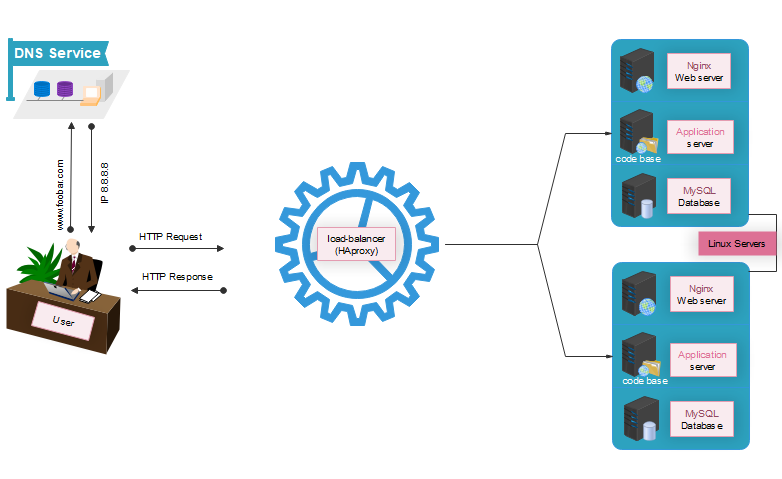 DNS Service
www.foobar.com
IP 8.8.8.8
User
HTTP Request
HTTP Response
load-balancer
(HAproxy)
Nginx
Web server
Application
server
code base
MySQL
Database
Linux Servers
Nginx
Web server
Application
server
code base
MySQL
Database